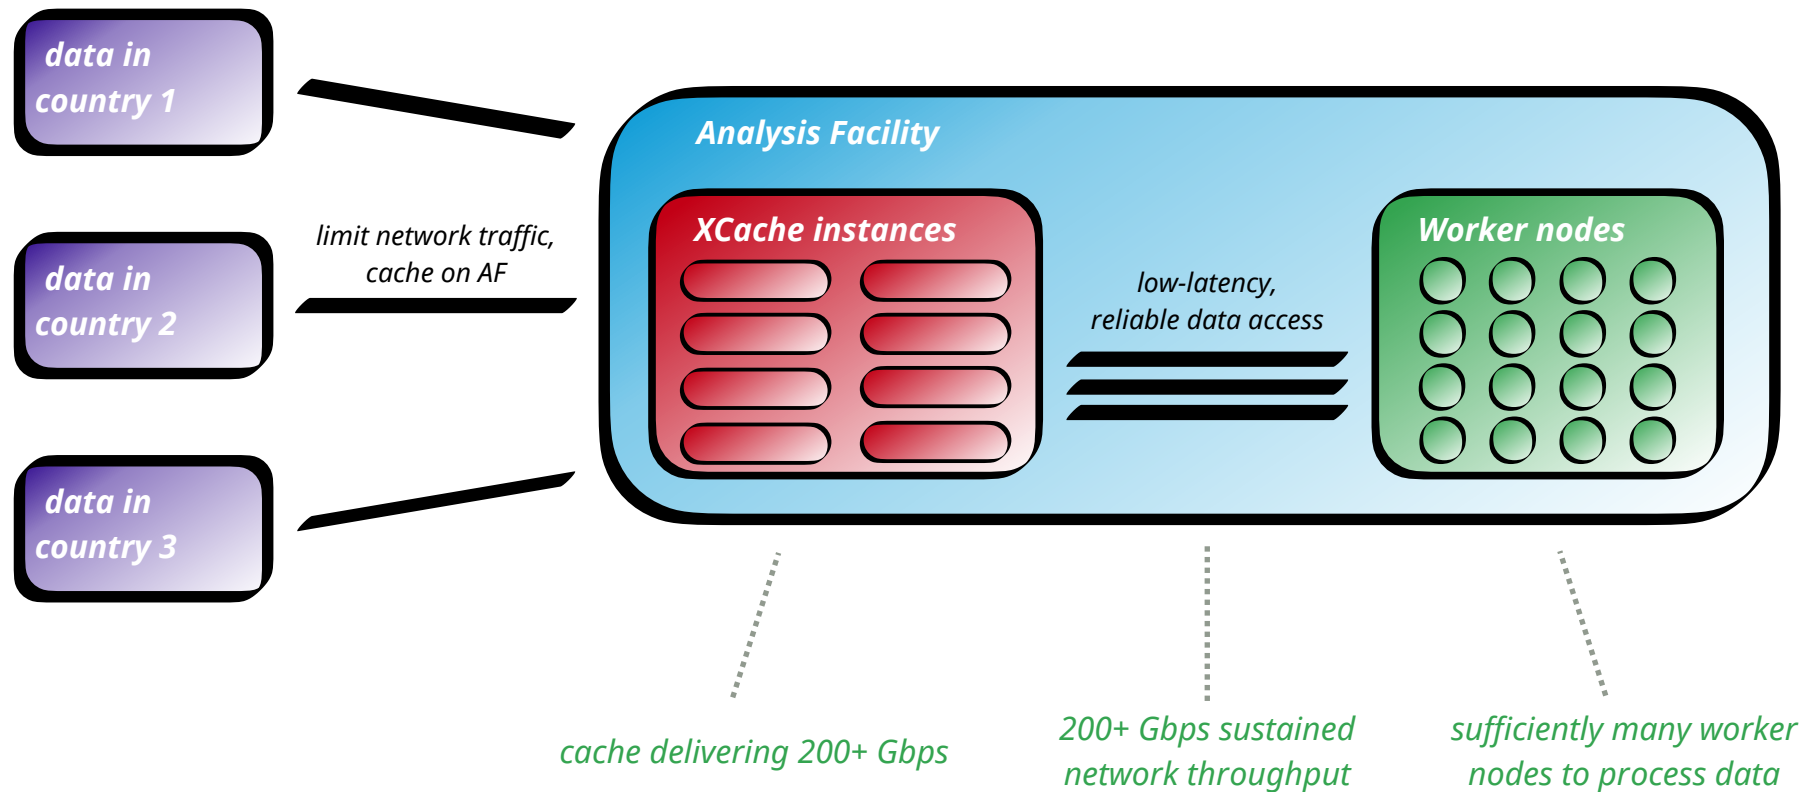 data in
country 1
data in
country 2
data in
country 3
limit network traffic,
cache on AF
Analysis Facility
XCache instances
low-latency,
reliable data access
Worker nodes
cache delivering 200+ Gbps
200+ Gbps sustained
network throughput
sufficiently many worker
nodes to process data